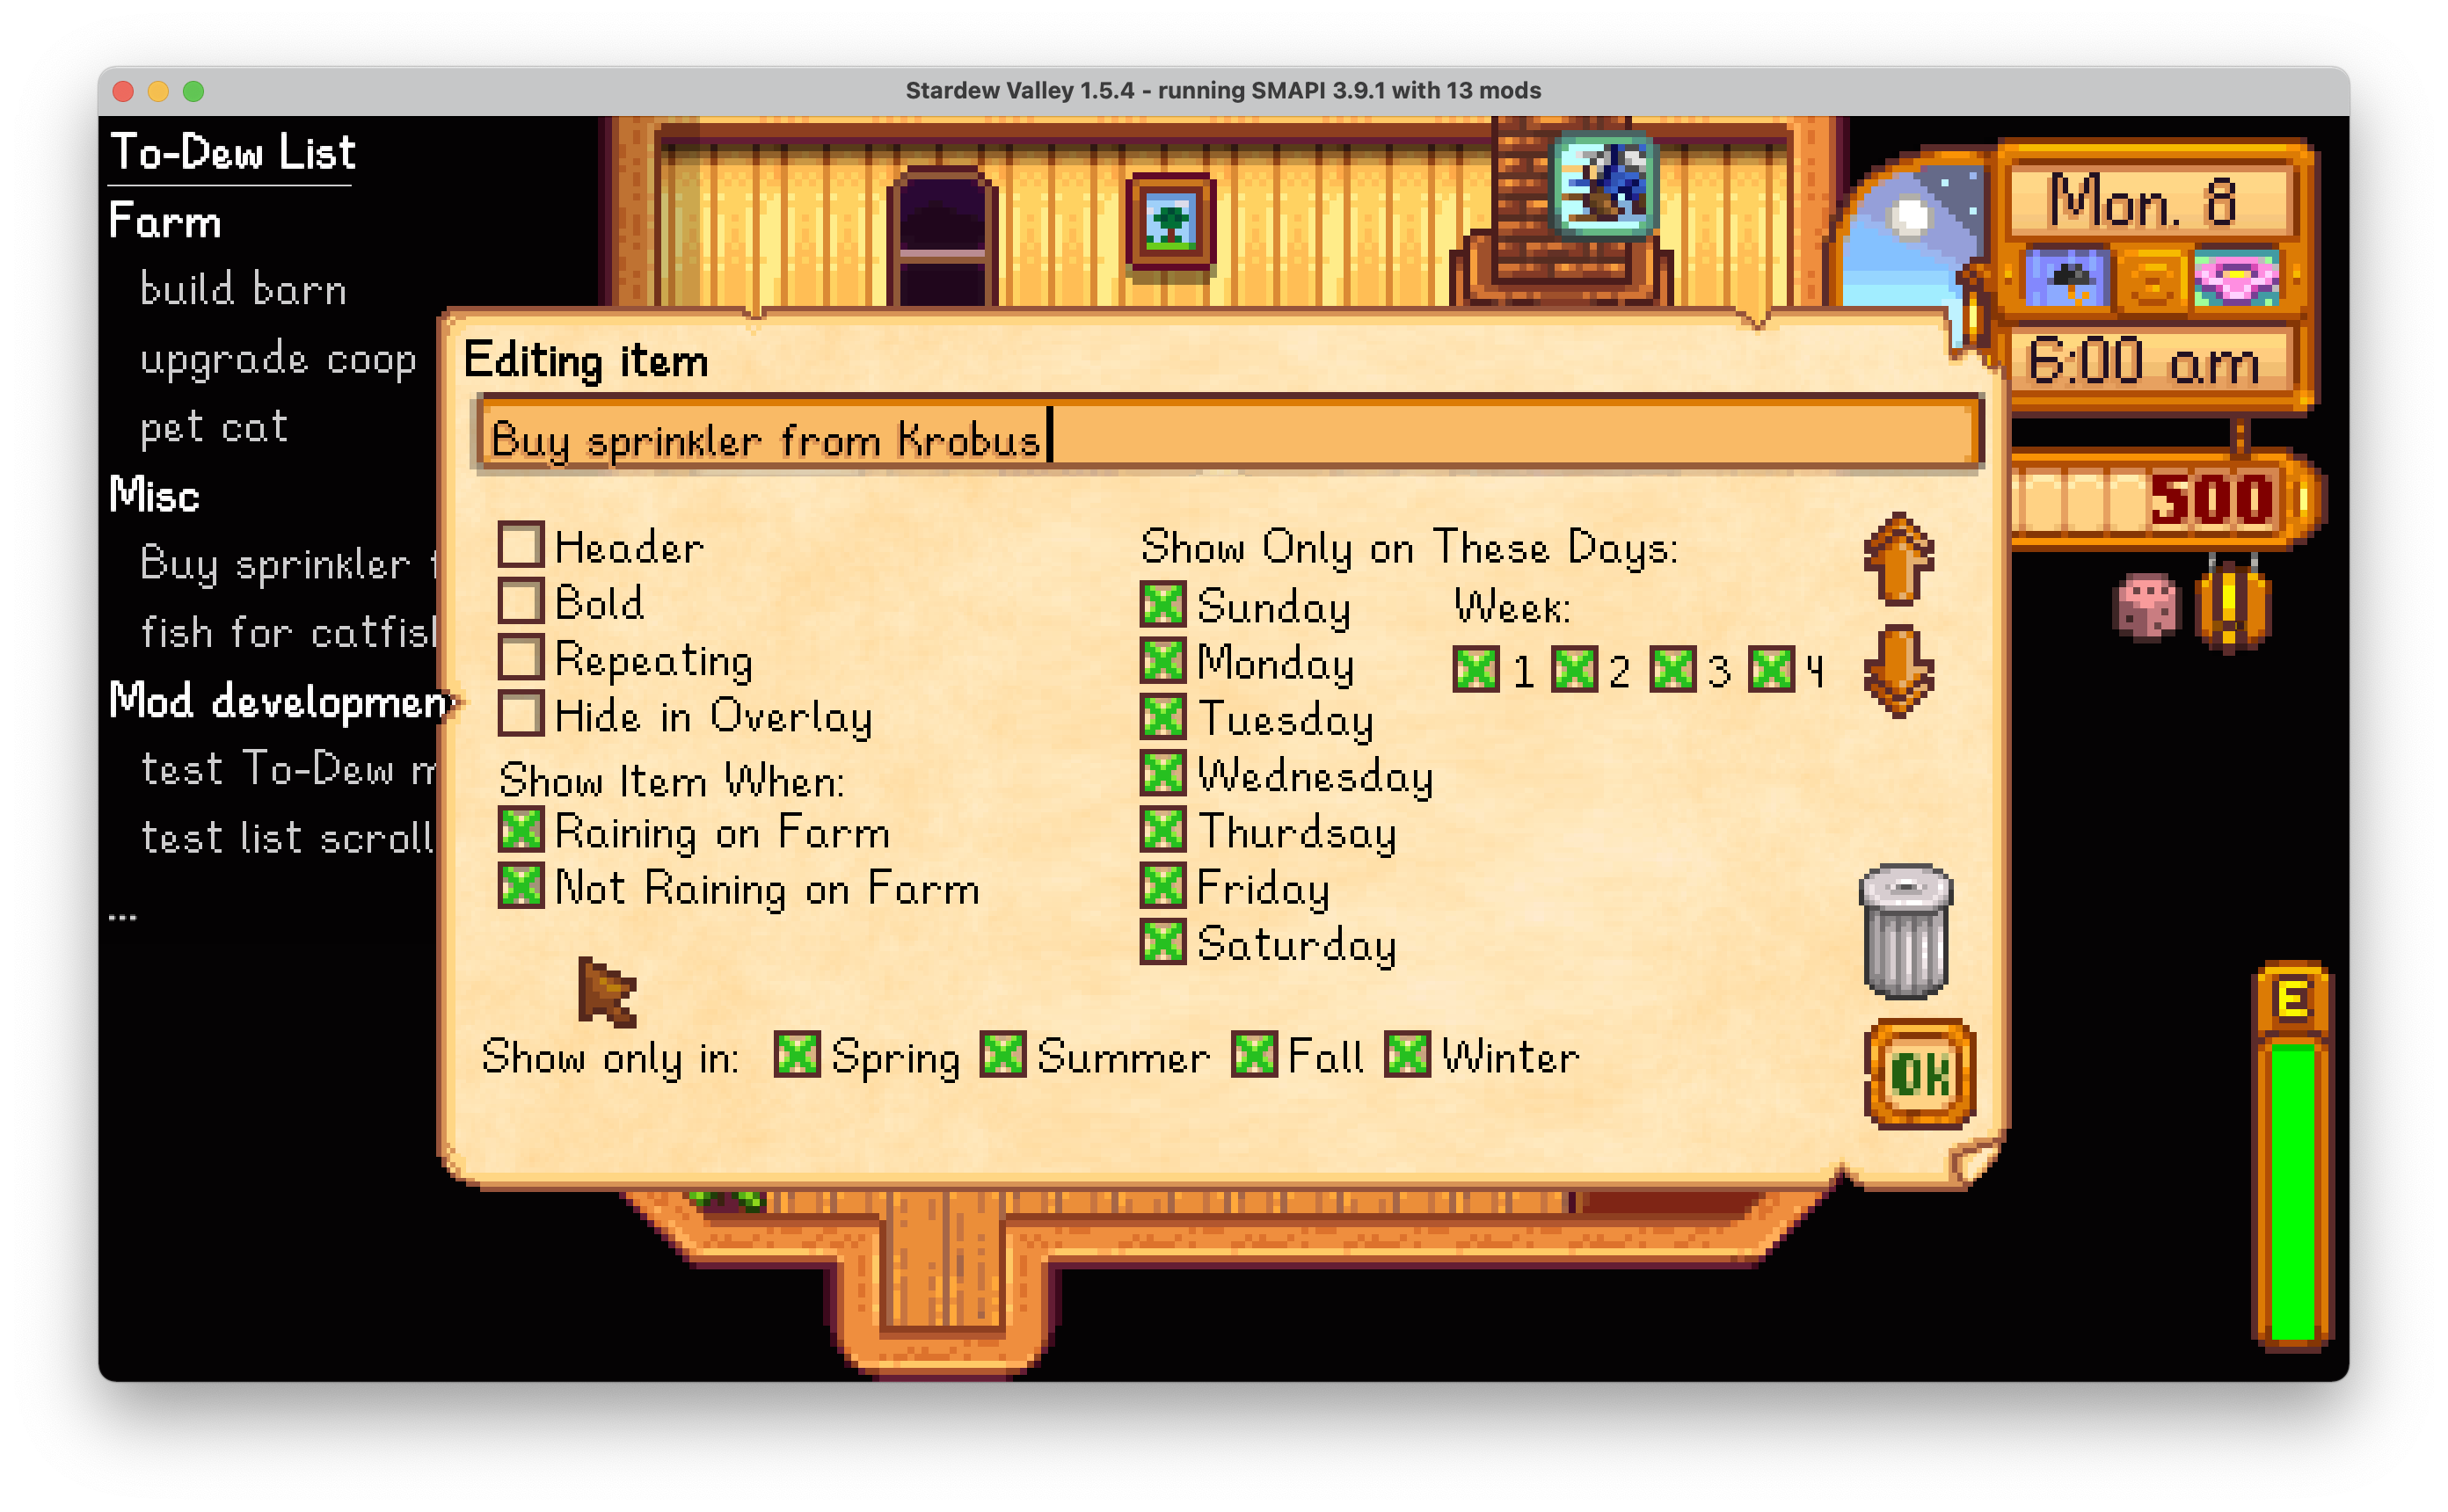 Stardew Valley 1.5.4 - running SMAPI 3.9.1 with 13 mods
To-Dew List
Farm
build barn
upgrade coop
pet cat
Misc
Buy sprinkler
fish for catfish
Mod developmen
test To-Dew m
test list scroll
...
Editing item
Buy sprinkler from Krobus
Header
Bold
Repeating
Hide in Overlay
Show Item When:
Raining on Farm
Not Raining on Farm
Show Only on These Days:
Sunday
Monday
Tuesday
Wednesday
Thurdsay
Friday
Saturday
Week:
1 2 3 4
Show only in: Spring Summer Fall Winter
OK
Mon. 8
6:00 am
500
E